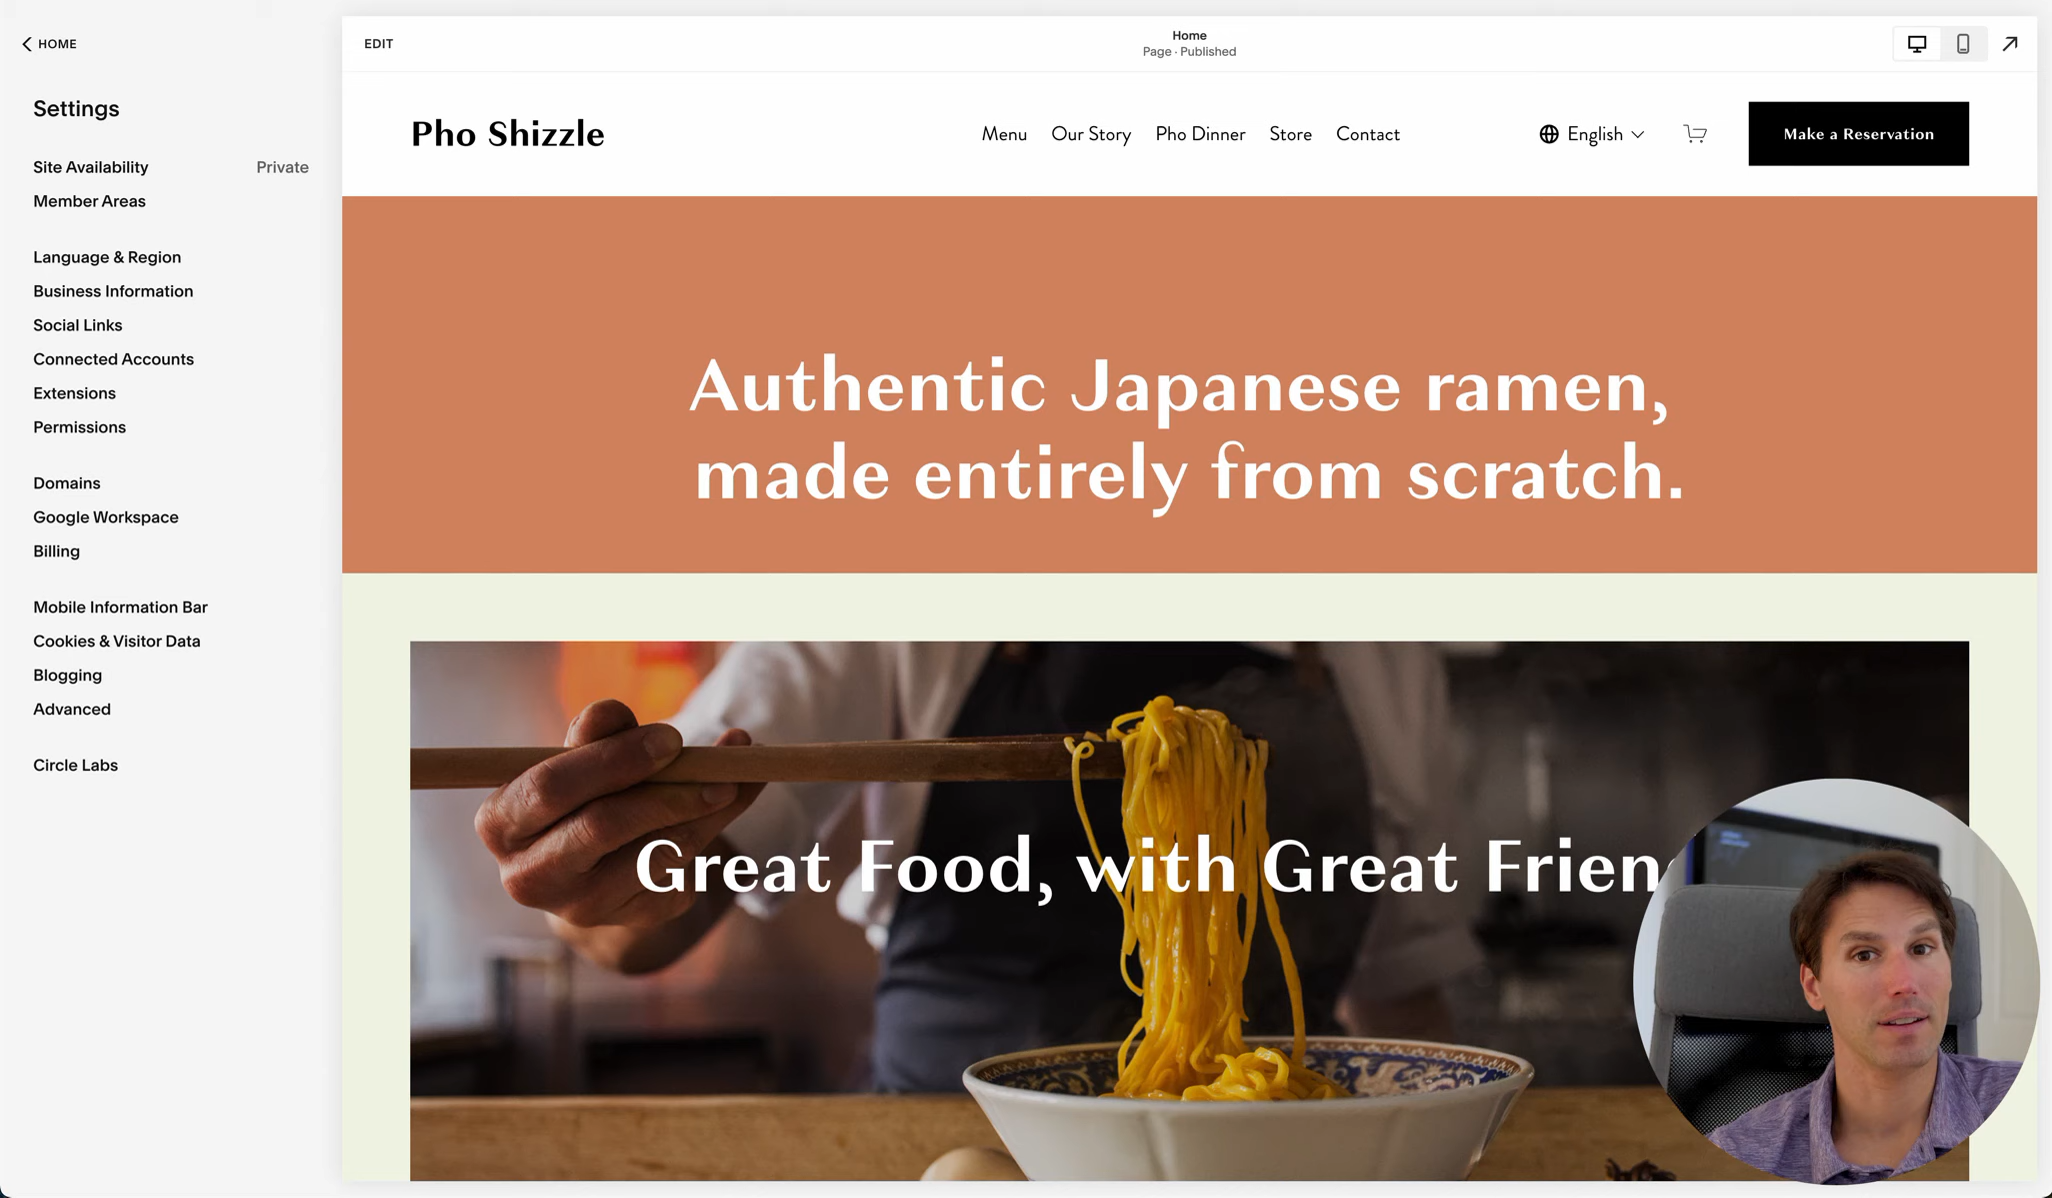 HOME
Settings
Site Availability Private
Member Areas
Language & Region
Business Information
Social Links
Connected Accounts
Extensions
Permissions
Domains
Google Workspace
Billing
Mobile Information Bar
Cookies & Visitor Data
Blogging
Advanced
Circle Labs
EDIT
Home
Page · Published
Pho Shizzle
Menu Our Story Pho Dinner Store Contact
English
Make a Reservation
Authentic Japanese ramen,
made entirely from scratch.
Great Food, with Great Frien